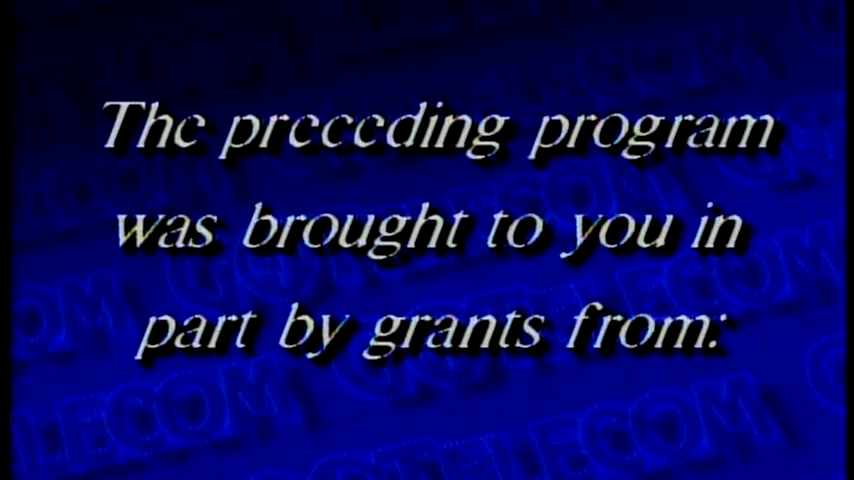 The preceding program
was brought to you in
part by grants from: